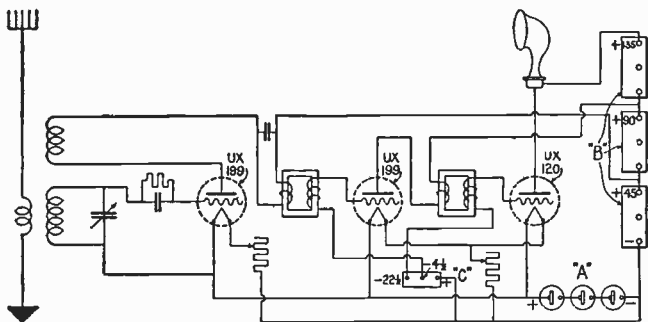 UX
199
UX
199
UX
120
+ 135
+ 90
"B"
+ 45
-
-22½
-4½
"C"
+
"A"
+
-